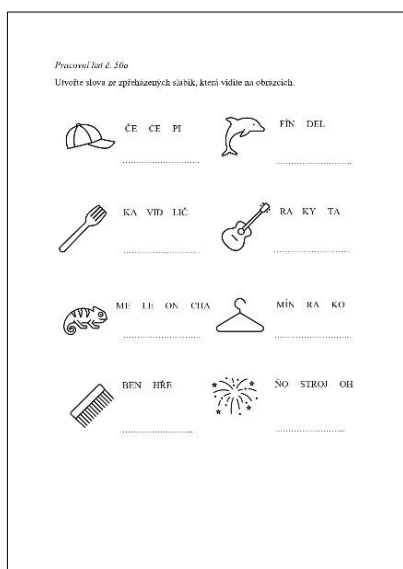 Pracovní list č. 50a
Utvořte slova ze zpřeházených slabik, která vidíte na obrázcích.
ČE CE PI
FÍN DEL
KA VID LIČ
RA KY TA
ME LE ON CHA
MÍN RA KO
BEN HŘE
ŇO STROJ OH